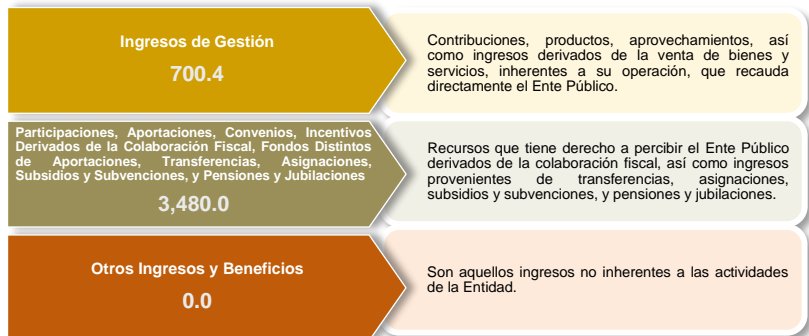 Ingresos de Gestión
700.4
Contribuciones, productos, aprovechamientos, así
como ingresos derivados de la venta de bienes y
servicios, inherentes a su operación, que recauda
directamente el Ente Público.
Participaciones, Aportaciones, Convenios, Incentivos
Derivados de la Colaboración Fiscal, Fondos Distintos
de Aportaciones, Transferencias, Asignaciones,
Subsidios y Subvenciones, y Pensiones y Jubilaciones
3,480.0
Recursos que tiene derecho a percibir el Ente Público
derivados de la colaboración fiscal, así como ingresos
provenientes de transferencias, asignaciones,
subsidios y subvenciones, y pensiones y jubilaciones.
Otros Ingresos y Beneficios
0.0
Son aquellos ingresos no inherentes a las actividades
de la Entidad.